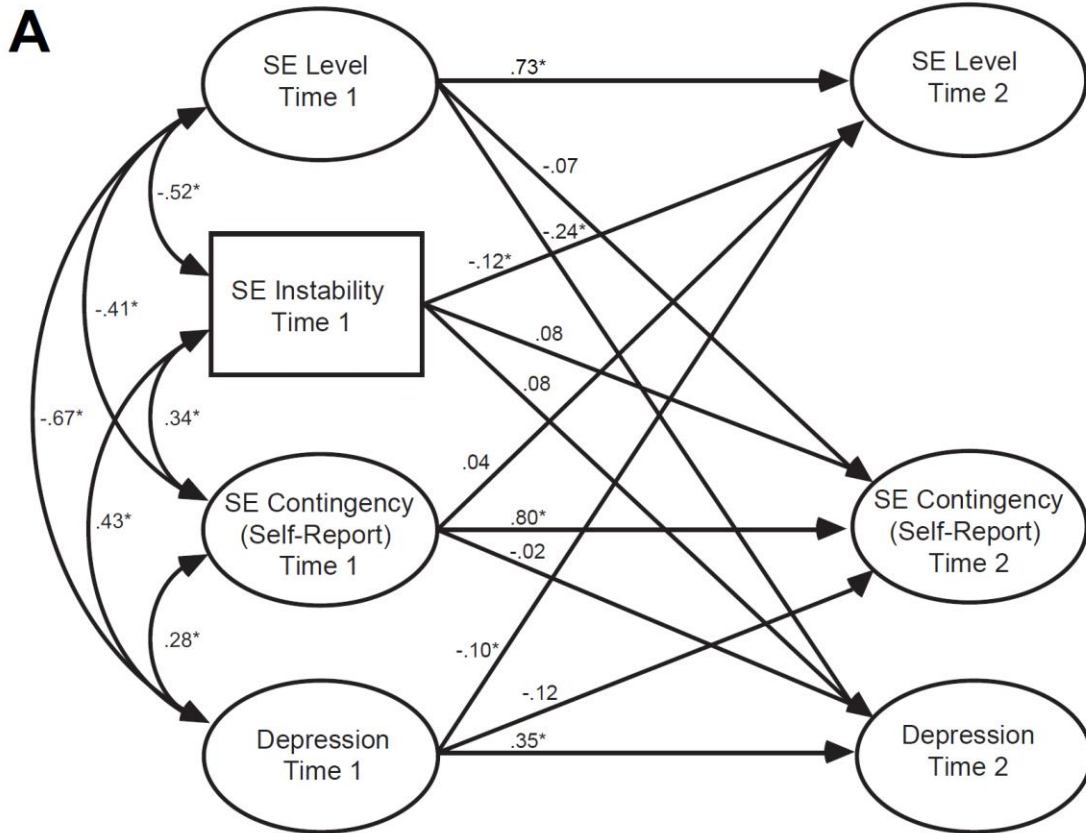 A
SE Level
Time 1
SE Level
Time 2
.73*
-.07
-.52*
-.24*
-.12*
SE Instability
Time 1
-.41*
.08
.08
-.67*
.34*
.04
SE Contingency
(Self-Report)
Time 1
SE Contingency
(Self-Report)
Time 2
.43*
.80*
-.02
.28*
-.10*
-.12
Depression
Time 1
.35*
Depression
Time 2